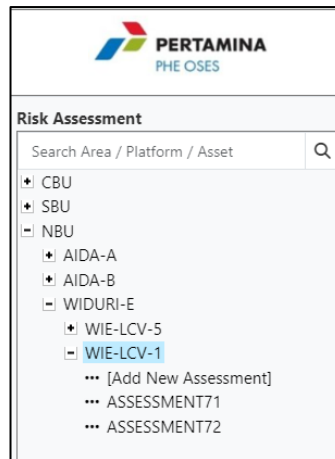 PERTAMINA
PHE OSES
Risk Assessment
Search Area / Platform / Asset
CBU
SBU
NBU
AIDA-A
AIDA-B
WIDURI-E
WIE-LCV-5
WIE-LCV-1
[Add New Assessment]
ASSESSMENT71
ASSESSMENT72